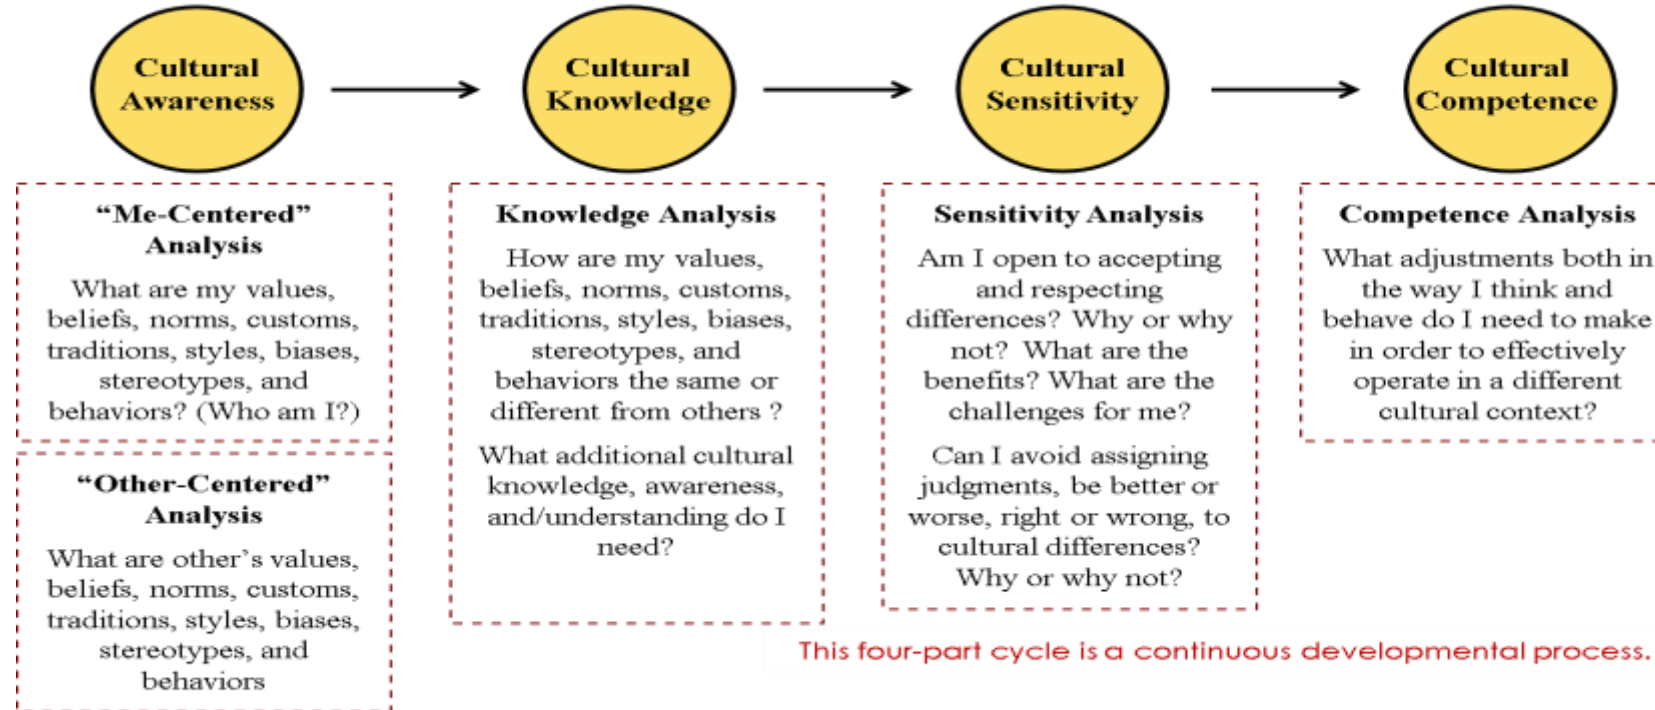 Cultural
Awareness
Cultural
Knowledge
Cultural
Sensitivity
Cultural
Competence
“Me-Centered”
Analysis
What are my values,
beliefs, norms, customs,
traditions, styles, biases,
stereotypes, and
behaviors? (Who am I?)
“Other-Centered”
Analysis
What are other’s values,
beliefs, norms, customs,
traditions, styles, biases,
stereotypes, and
behaviors
Knowledge Analysis
How are my values,
beliefs, norms, customs,
traditions, styles, biases,
stereotypes, and
behaviors the same or
different from others ?
What additional cultural
knowledge, awareness,
and/understanding do I
need?
Sensitivity Analysis
Am I open to accepting
and respecting
differences? Why or why
not? What are the
benefits? What are the
challenges for me?
Can I avoid assigning
judgments, be better or
worse, right or wrong, to
cultural differences?
Why or why not?
Competence Analysis
What adjustments both in
the way I think and
behave do I need to make
in order to effectively
operate in a different
cultural context?
This four-part cycle is a continuous developmental process.